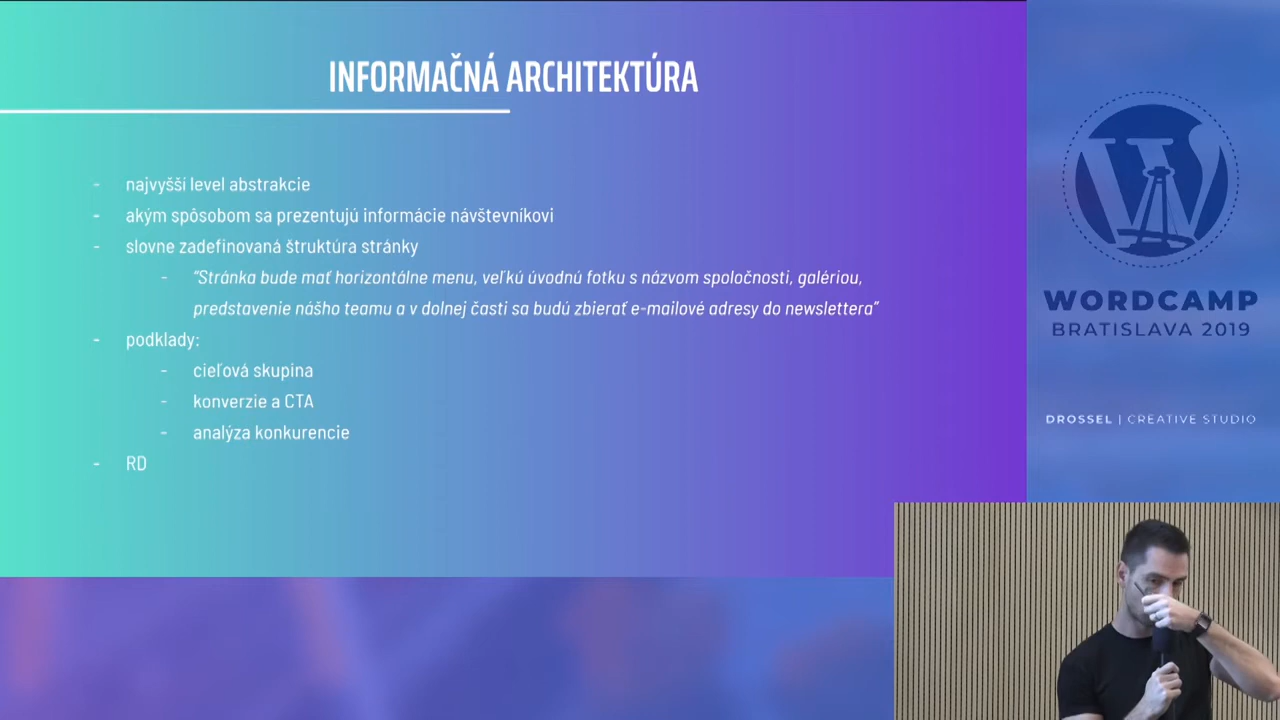 INFORMAČNÁ ARCHITEKTÚRA
- najvyšší level abstrakcie
- akým spôsobom sa prezentujú informácie návštevníkovi
- slovne zadefinovaná štruktúra stránky
- “Stránka bude mať horizontálne menu, veľkú úvodnú fotku s názvom spoločnosti, galériou,
predstavenie nášho teamu a v dolnej časti sa budú zbierať e-mailové adresy do newslettera”
- podklady:
- cieľová skupina
- konverzie a CTA
- analýza konkurencie
- RD
WORDCAMP
BRATISLAVA 2019
DROSSEL | CREATIVE STUDIO